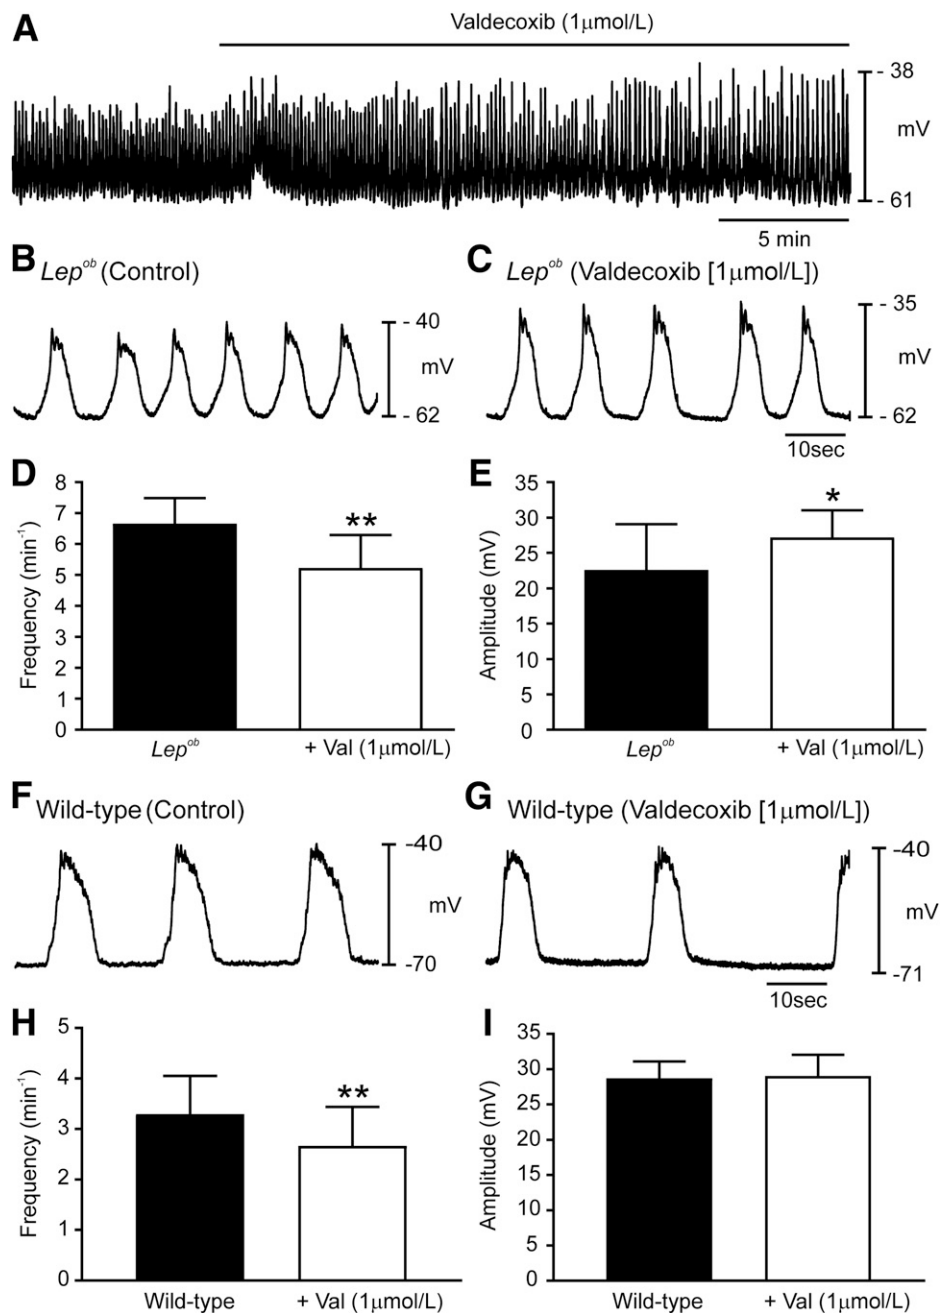 A
Valdecoxib (1μmol/L)
- 38
mV
- 61
5 min
B
Lep^ob (Control)
- 40
mV
- 62
C
Lep^ob (Valdecoxib [1μmol/L])
- 35
mV
- 62
10sec
D
Frequency (min⁻¹)
8
7
6
5
4
3
2
1
0
**
Lep^ob
+ Val (1μmol/L)
E
Amplitude (mV)
35
30
25
20
15
10
5
0
*
Lep^ob
+ Val (1μmol/L)
F
Wild-type (Control)
-40
mV
-70
G
Wild-type (Valdecoxib [1μmol/L])
-40
mV
-71
10sec
H
Frequency (min⁻¹)
5
4
3
2
1
0
**
Wild-type
+ Val (1μmol/L)
I
Amplitude (mV)
35
30
25
20
15
10
5
0
Wild-type
+ Val (1μmol/L)